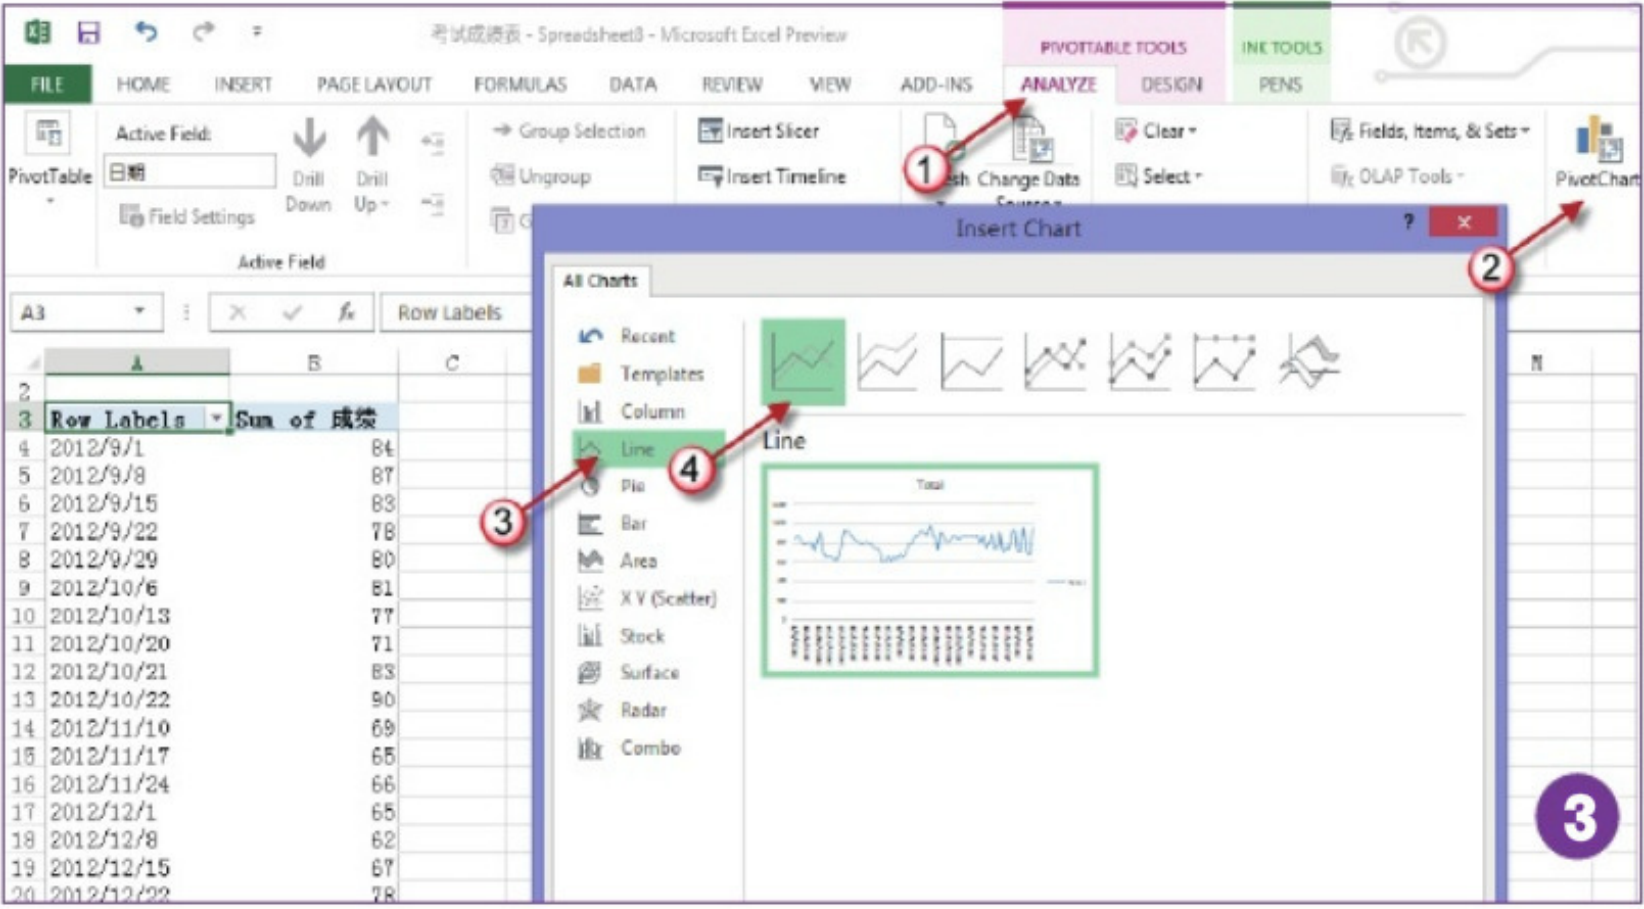 考试成绩表 - Spreadsheet8 - Microsoft Excel Preview
PIVOTTABLE TOOLS
INK TOOLS
FILE HOME INSERT PAGE LAYOUT FORMULAS DATA REVIEW VIEW ADD-INS ANALYZE DESIGN PENS
PivotTable
Active Field:
日期
Field Settings
Drill Down
Drill Up
Active Field
Group Selection
Ungroup
G
Insert Slicer
Insert Timeline
1
sh
Change Data Source
Clear
Select
Fields, Items, & Sets
OLAP Tools
PivotChart
2
A3
fx
Row Labels
Insert Chart
?
All Charts
Recent
Templates
Column
Line
Pie
Bar
Area
X Y (Scatter)
Stock
Surface
Radar
Combo
3
4
Line
Total
A B C N
2
3 Row Labels Sum of 成绩
4 2012/9/1 84
5 2012/9/8 87
6 2012/9/15 83
7 2012/9/22 78
8 2012/9/29 80
9 2012/10/6 81
10 2012/10/13 77
11 2012/10/20 71
12 2012/10/21 83
13 2012/10/22 90
14 2012/11/10 69
15 2012/11/17 65
16 2012/11/24 66
17 2012/12/1 65
18 2012/12/8 62
19 2012/12/15 67
20 2012/12/22 78
3